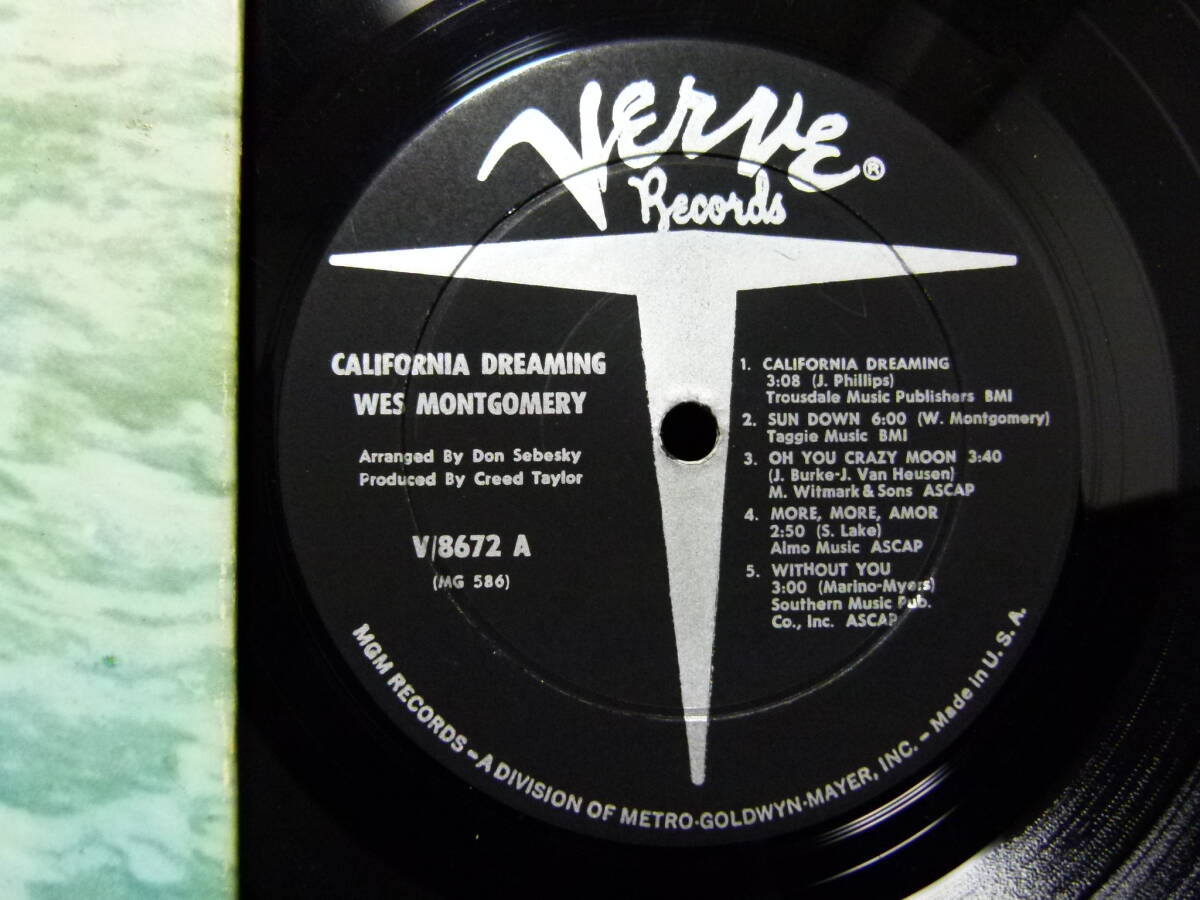 VERVE ®
Records
CALIFORNIA DREAMING
WES MONTGOMERY
Arranged By Don Sebesky
Produced By Creed Taylor
V/8672 A
(MG 586)
1. CALIFORNIA DREAMING
3:08 (J. Phillips)
Trousdale Music Publishers BMI
2. SUN DOWN 6:00 (W. Montgomery)
Taggie Music BMI
3. OH YOU CRAZY MOON 3:40
(J. Burke-J. Van Heusen)
M. Witmark & Sons ASCAP
4. MORE, MORE, AMOR
2:50 (S. Lake)
Almo Music ASCAP
5. WITHOUT YOU
3:00 (Marino-Myers)
Southern Music Pub.
Co., Inc. ASCAP
MGM RECORDS – A DIVISION OF METRO-GOLDWYN-MAYER, INC. – Made in U. S. A.